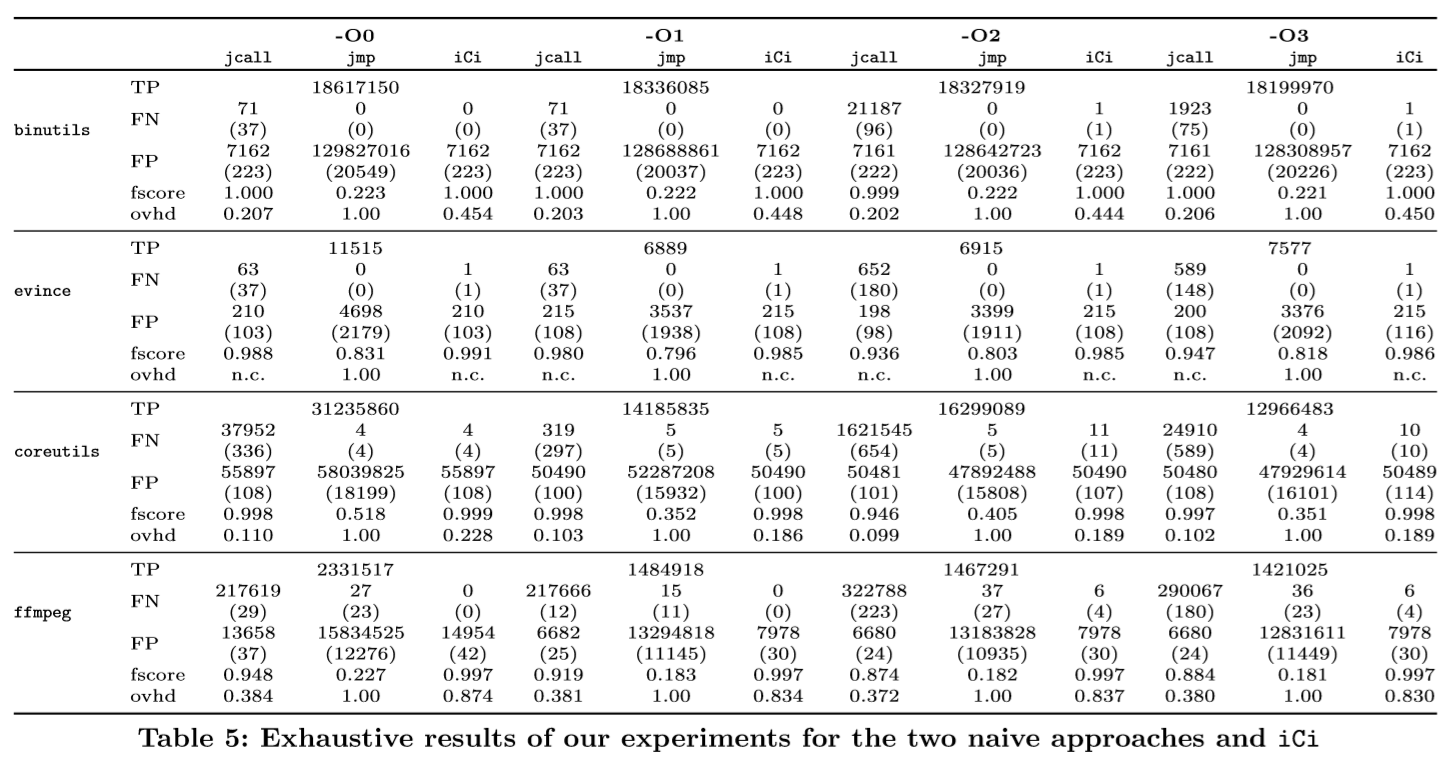 -O0 -O1 -O2 -O3
jcall jmp iCi jcall jmp iCi jcall jmp iCi jcall jmp iCi
TP 18617150 18336085 18327919 18199970
71 0 0 71 0 0 21187 0 1 1923 0 1
FN
binutils (37) (0) (0) (37) (0) (0) (96) (0) (1) (75) (0) (1)
7162 129827016 7162 7162 128688861 7162 7161 128642723 7162 7161 128308957 7162
FP
(223) (20549) (223) (223) (20037) (223) (222) (20036) (223) (222) (20226) (223)
fscore 1.000 0.223 1.000 1.000 0.222 1.000 0.999 0.222 1.000 1.000 0.221 1.000
ovhd 0.207 1.00 0.454 0.203 1.00 0.448 0.202 1.00 0.444 0.206 1.00 0.450
TP 11515 6889 6915 7577
63 0 1 63 0 1 652 0 1 589 0 1
FN
evince (37) (0) (1) (37) (0) (1) (180) (0) (1) (148) (0) (1)
210 4698 210 215 3537 215 198 3399 215 200 3376 215
FP
(103) (2179) (103) (108) (1938) (108) (98) (1911) (108) (108) (2092) (116)
fscore 0.988 0.831 0.991 0.980 0.796 0.985 0.936 0.803 0.985 0.947 0.818 0.986
ovhd n.c. 1.00 n.c. n.c. 1.00 n.c. n.c. 1.00 n.c. n.c. 1.00 n.c.
TP 31235860 14185835 16299089 12966483
37952 4 4 319 5 5 1621545 5 11 24910 4 10
FN
coreutils (336) (4) (4) (297) (5) (5) (654) (5) (11) (589) (4) (10)
55897 58039825 55897 50490 52287208 50490 50481 47892488 50490 50480 47929614 50489
FP
(108) (18199) (108) (100) (15932) (100) (101) (15808) (107) (108) (16101) (114)
fscore 0.998 0.518 0.999 0.998 0.352 0.998 0.946 0.405 0.998 0.997 0.351 0.998
ovhd 0.110 1.00 0.228 0.103 1.00 0.186 0.099 1.00 0.189 0.102 1.00 0.189
TP 2331517 1484918 1467291 1421025
217619 27 0 217666 15 0 322788 37 6 290067 36 6
FN
ffmpeg (29) (23) (0) (12) (11) (0) (223) (27) (4) (180) (23) (4)
13658 15834525 14954 6682 13294818 7978 6680 13183828 7978 6680 12831611 7978
FP
(37) (12276) (42) (25) (11145) (30) (24) (10935) (30) (24) (11449) (30)
fscore 0.948 0.227 0.997 0.919 0.183 0.997 0.874 0.182 0.997 0.884 0.181 0.997
ovhd 0.384 1.00 0.874 0.381 1.00 0.834 0.372 1.00 0.837 0.380 1.00 0.830
Table 5: Exhaustive results of our experiments for the two naive approaches and iCi